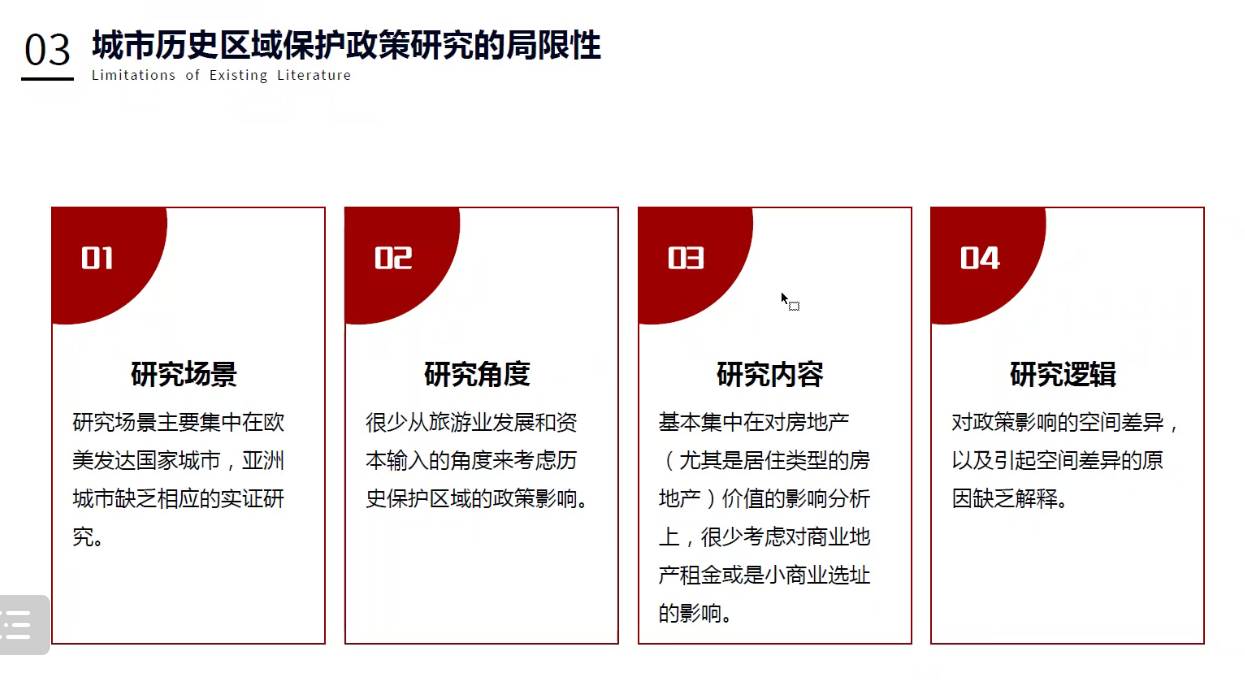 03
城市历史区域保护政策研究的局限性
Limitations of Existing Literature
01
研究场景
研究场景主要集中在欧
美发达国家城市，亚洲
城市缺乏相应的实证研
究。
02
研究角度
很少从旅游业发展和资
本输入的角度来考虑历
史保护区域的政策影响。
03
研究内容
基本集中在对房地产
（尤其是居住类型的房
地产）价值的影响分析
上，很少考虑对商业地
产租金或是小商业选址
的影响。
04
研究逻辑
对政策影响的空间差异，
以及引起空间差异的原
因缺乏解释。